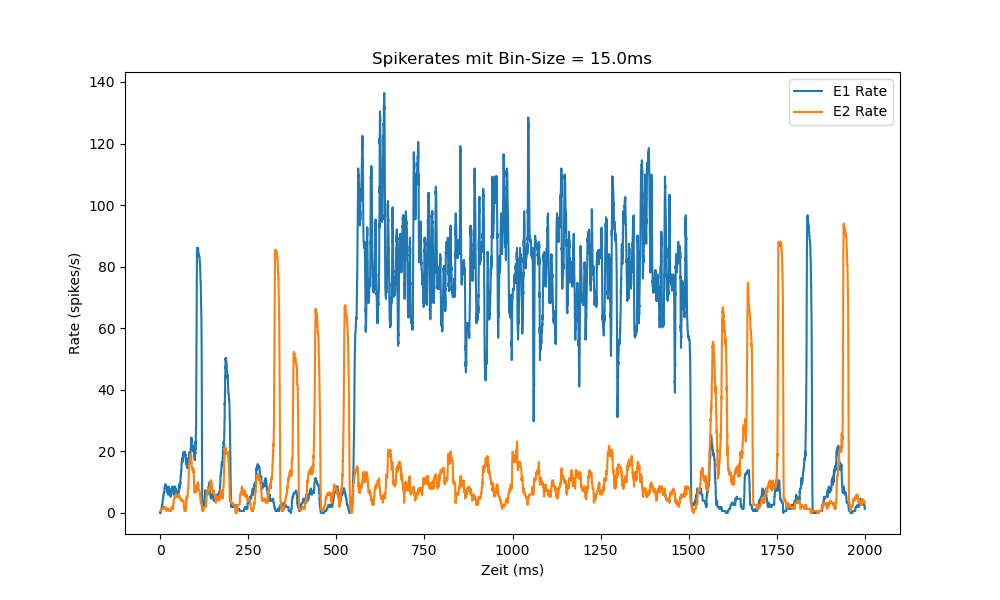 Spikerates mit Bin-Size = 15.0ms
E1 Rate
E2 Rate
Rate (spikes/s)
140
120
100
80
60
40
20
0
0 250 500 750 1000 1250 1500 1750 2000
Zeit (ms)